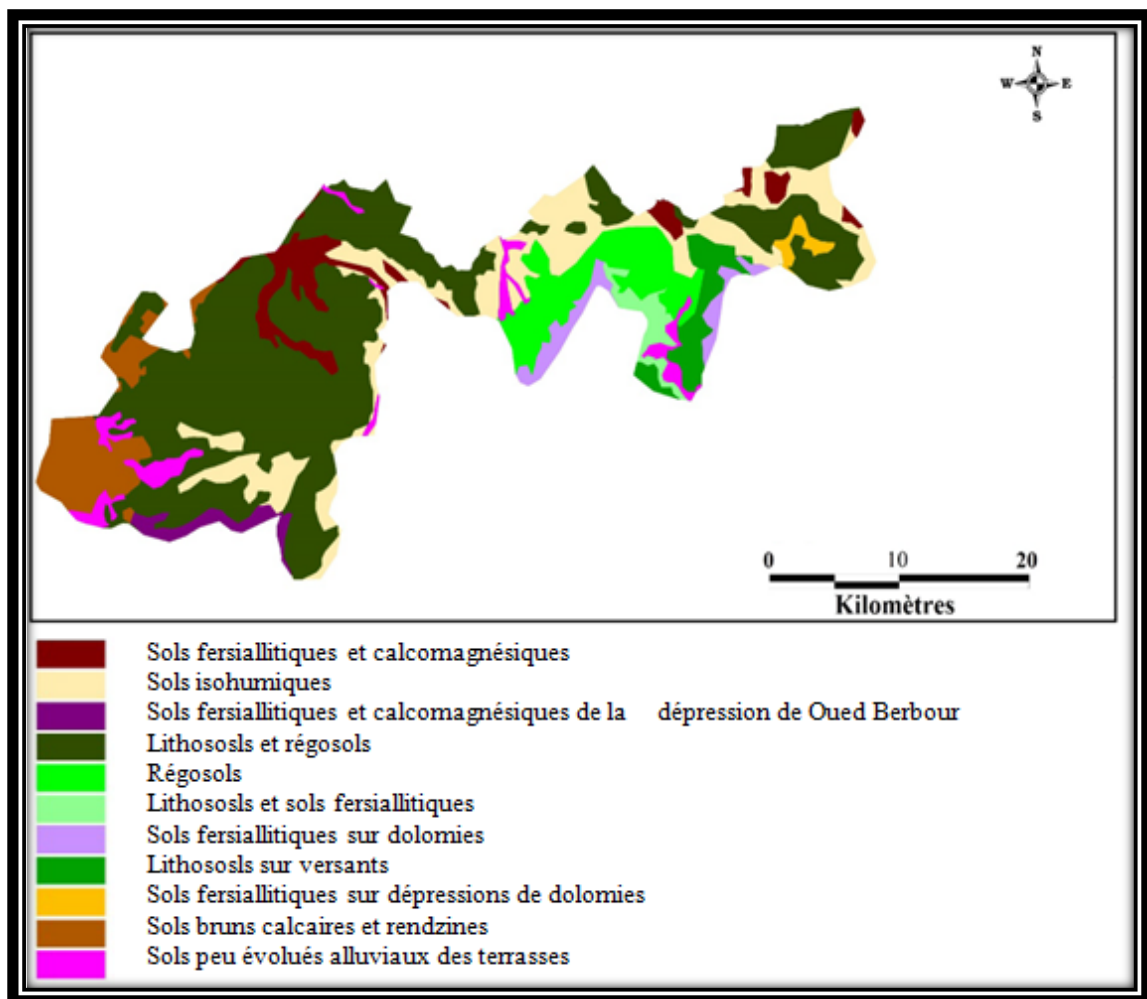 N
W E
S
0 10 20
Kilomètres
Sols fersiallitiques et calcomagnésiques
Sols isohumiques
Sols fersiallitiques et calcomagnésiques de la dépression de Oued Berbour
Lithososls et régosols
Régosols
Lithososls et sols fersiallitiques
Sols fersiallitiques sur dolomies
Lithososls sur versants
Sols fersiallitiques sur dépressions de dolomies
Sols bruns calcaires et rendzines
Sols peu évolués alluviaux des terrasses